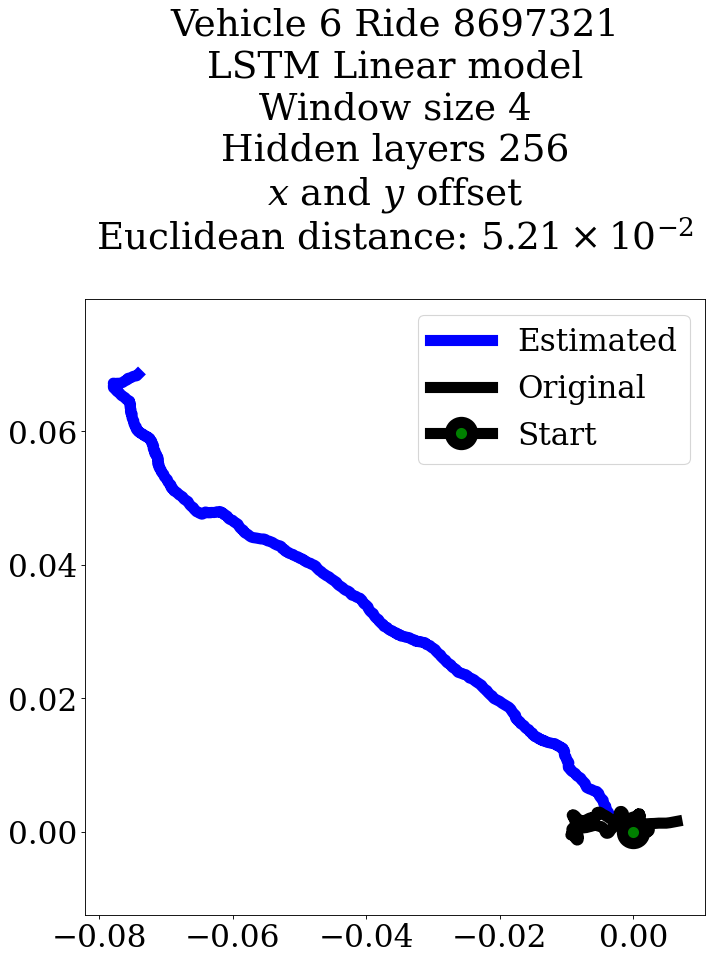 Vehicle 6 Ride 8697321
LSTM Linear model
Window size 4
Hidden layers 256
x and y offset
Euclidean distance: 5.21 × 10⁻²
Estimated
Original
Start
0.06
0.04
0.02
0.00
−0.08 −0.06 −0.04 −0.02 0.00